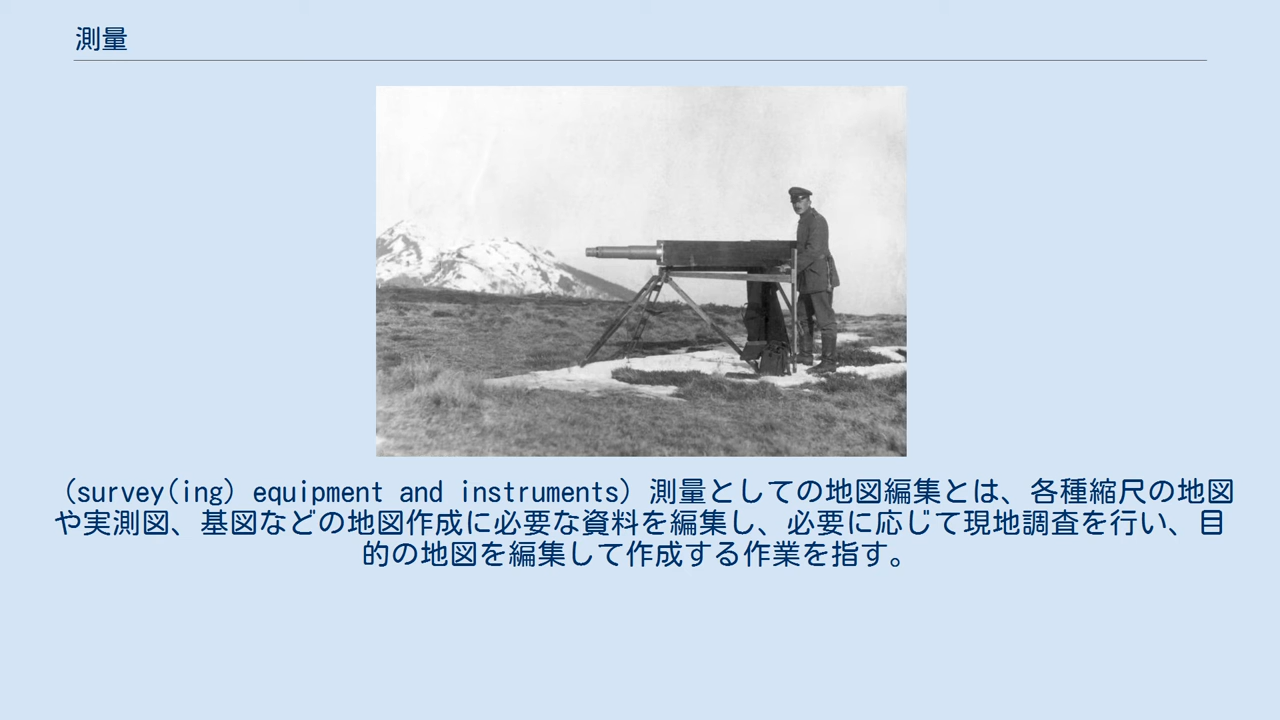 測量
(survey(ing) equipment and instruments) 測量としての地図編集とは、各種縮尺の地図
や実測図、基図などの地図作成に必要な資料を編集し、必要に応じて現地調査を行い、目
的の地図を編集して作成する作業を指す。